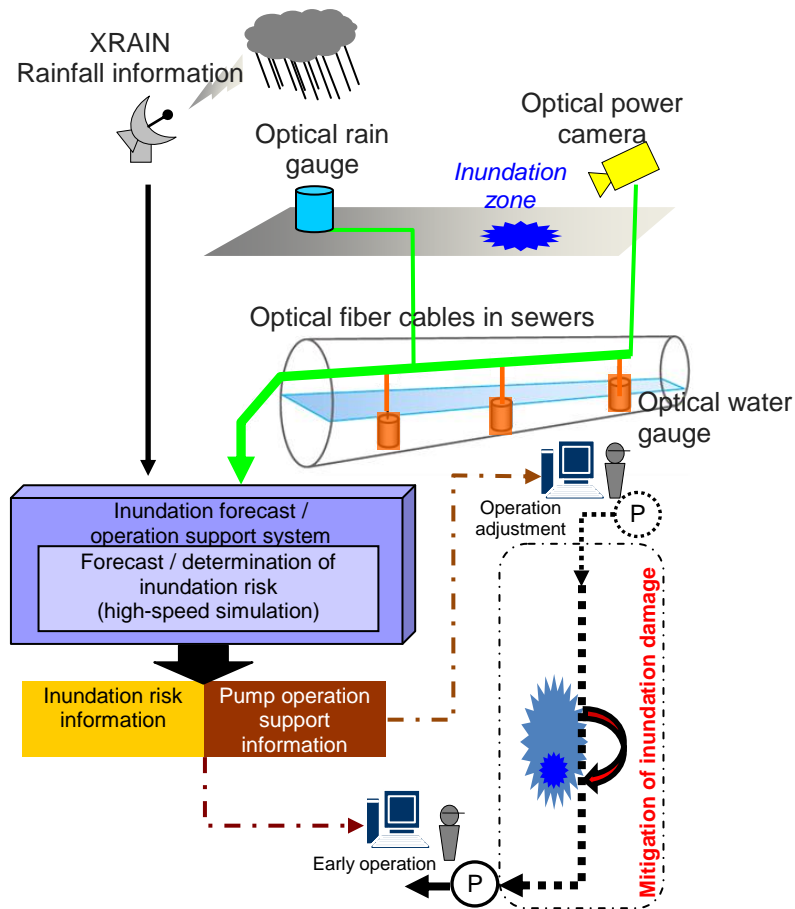 XRAIN
Rainfall information
Optical power
camera
Optical rain
gauge
Inundation
zone
Optical fiber cables in sewers
Optical water
gauge
Operation
adjustment
P
Inundation forecast /
operation support system
Forecast / determination of
inundation risk
(high-speed simulation)
Inundation risk
information
Pump operation
support
information
Mitigation of inundation damage
Early operation
P